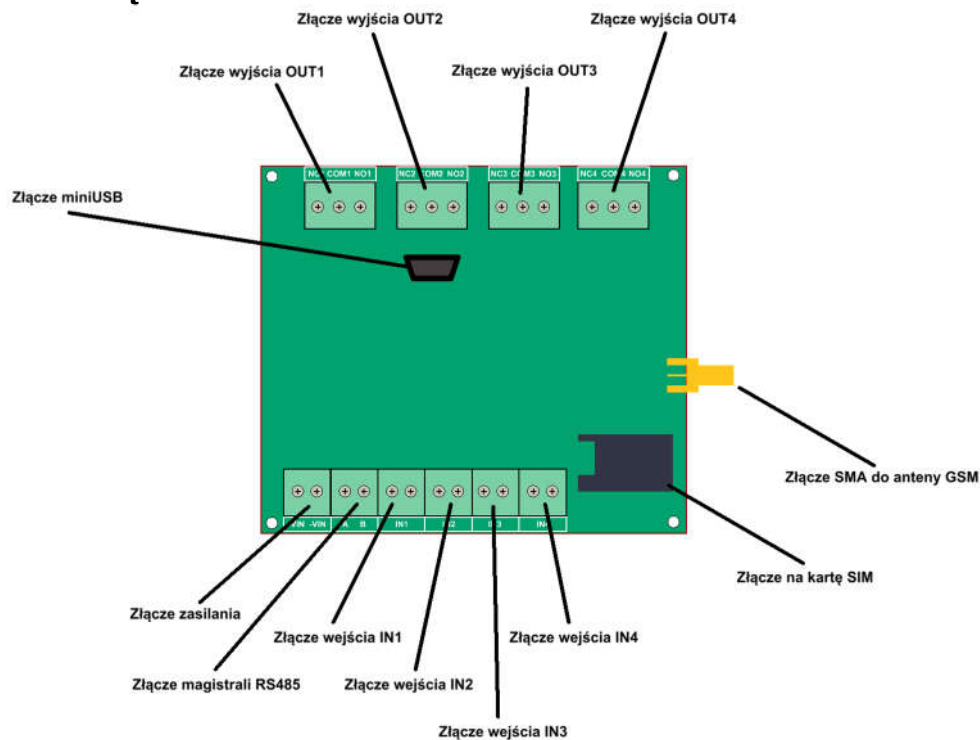 Złącze wyjścia OUT2
Złącze wyjścia OUT4
Złącze wyjścia OUT1
Złącze wyjścia OUT3
COM1 NO1
NC2 COM2 NO2
NC3 COM3 NO3
NC4 COM4 NO4
Złącze miniUSB
Złącze SMA do anteny GSM
-VIN
B
IN1
IN2
IN3
Złącze na kartę SIM
Złącze zasilania
Złącze wejścia IN1
Złącze wejścia IN4
Złącze magistrali RS485
Złącze wejścia IN2
Złącze wejścia IN3